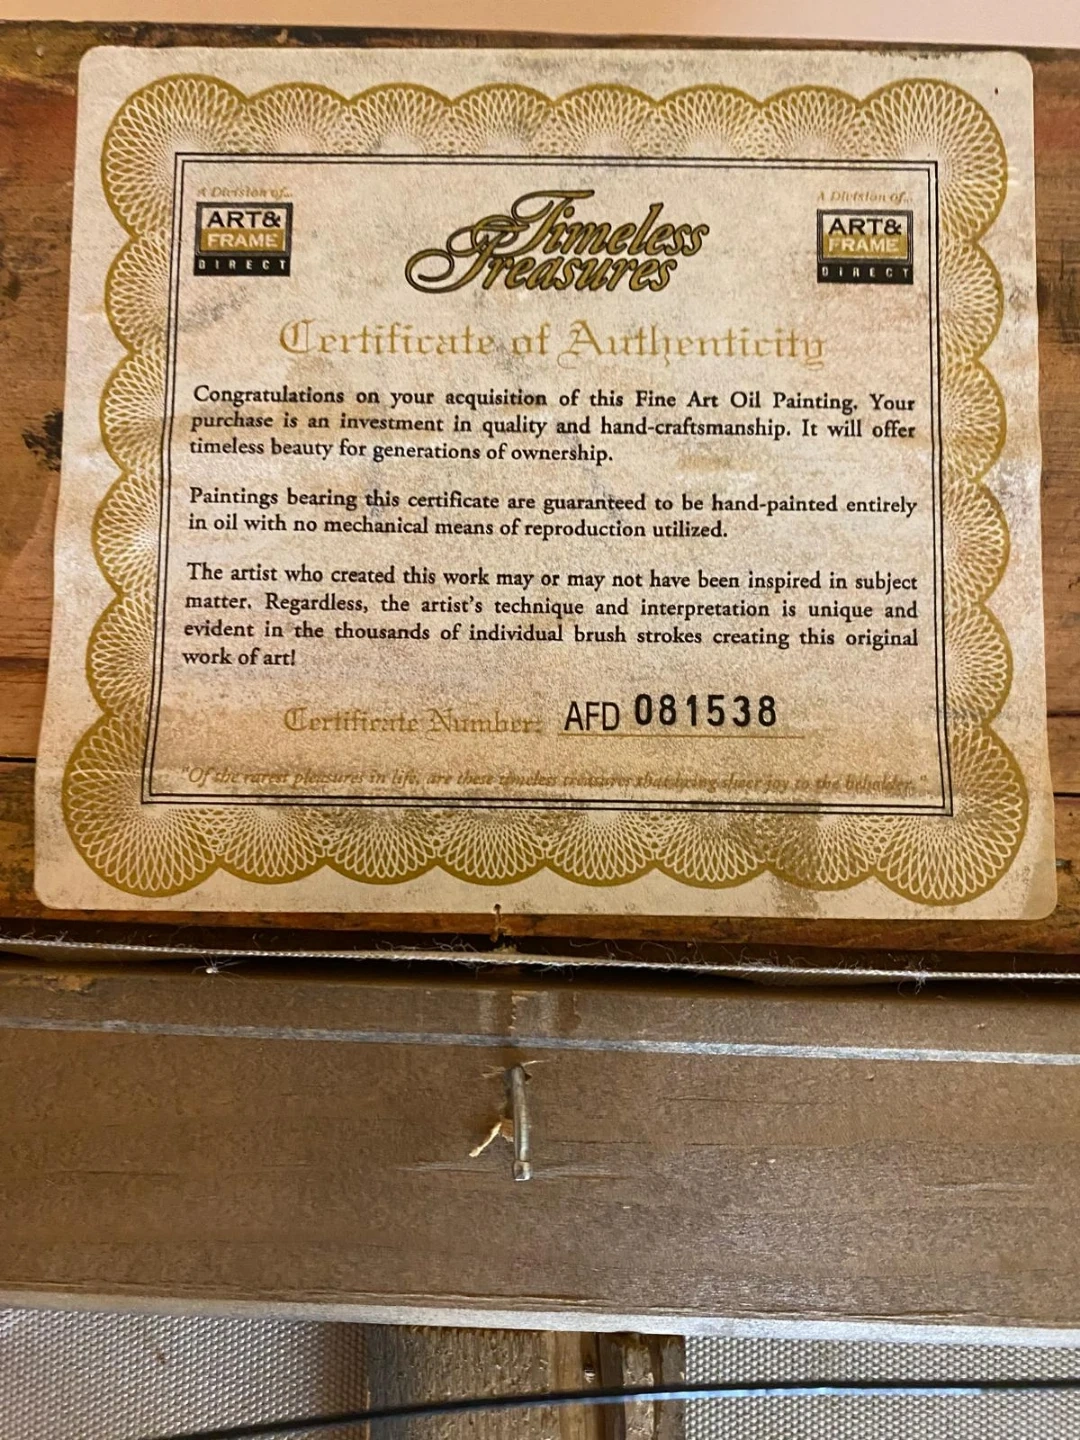 A Division of...
ART&
FRAME
DIRECT
Timeless
Treasures
A Division of...
ART&
FRAME
DIRECT
Certificate of Authenticity
Congratulations on your acquisition of this Fine Art Oil Painting. Your
purchase is an investment in quality and hand-craftsmanship. It will offer
timeless beauty for generations of ownership.
Paintings bearing this certificate are guaranteed to be hand-painted entirely
in oil with no mechanical means of reproduction utilized.
The artist who created this work may or may not have been inspired in subject
matter. Regardless, the artist's technique and interpretation is unique and
evident in the thousands of individual brush strokes creating this original
work of art!
Certificate Number: AFD 081538
"Of the rarest pleasures in life, are these timeless treasures that bring sheer joy to the beholder."